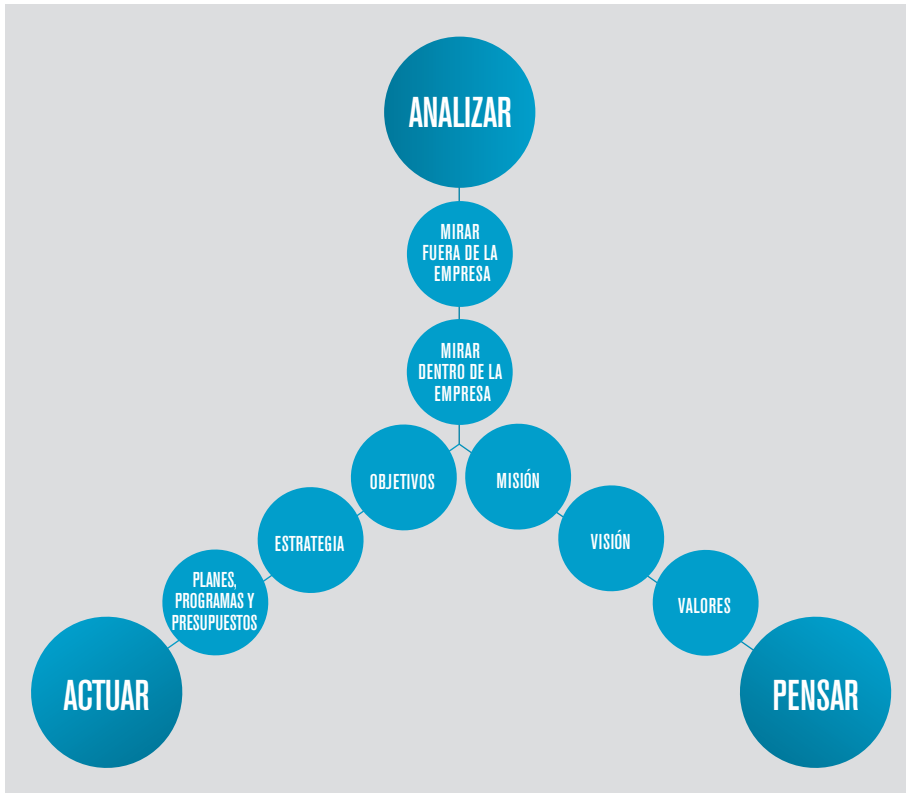 ANALIZAR
MIRAR
FUERA DE LA
EMPRESA
MIRAR
DENTRO DE LA
EMPRESA
OBJETIVOS
MISIÓN
ESTRATEGIA
VISIÓN
PLANES,
PROGRAMAS Y
PRESUPUESTOS
VALORES
ACTUAR
PENSAR